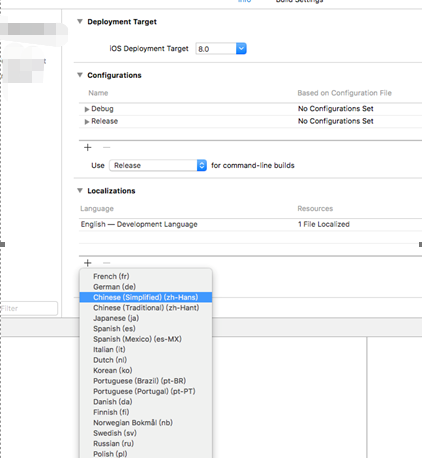 Info Build Settings
Deployment Target
iOS Deployment Target 8.0
Configurations
Name Based on Configuration File
Debug No Configurations Set
Release No Configurations Set
+ −
Use Release for command-line builds
Localizations
Language Resources
English — Development Language 1 File Localized
+ −
French (fr)
German (de)
Chinese (Simplified) (zh-Hans)
Chinese (Traditional) (zh-Hant)
Japanese (ja)
Spanish (es)
Spanish (Mexico) (es-MX)
Italian (it)
Filter
Dutch (nl)
Korean (ko)
Portuguese (Brazil) (pt-BR)
Portuguese (Portugal) (pt-PT)
Danish (da)
Finnish (fi)
Norwegian Bokmål (nb)
Swedish (sv)
Russian (ru)
Polish (pl)